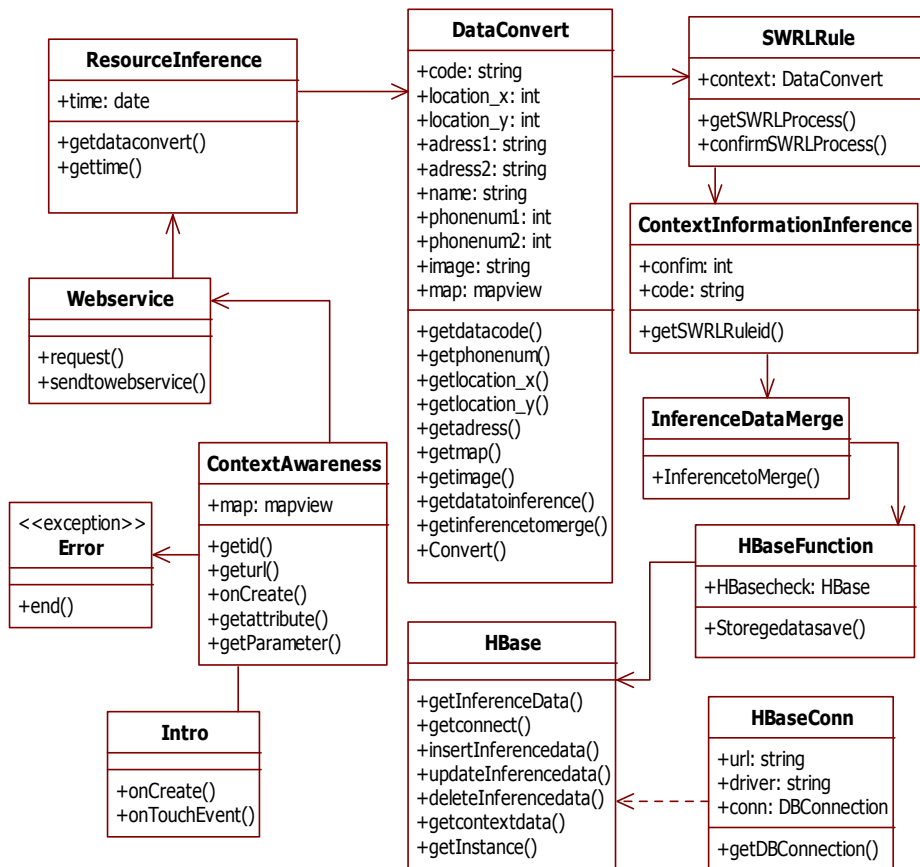 ResourceInference
+time: date
+getdataconvert()
+gettime()
DataConvert
+code: string
+location_x: int
+location_y: int
+adress1: string
+adress2: string
+name: string
+phonenum1: int
+phonenum2: int
+image: string
+map: mapview
+getdatacode()
+getphonenum()
+getlocation_x()
+getlocation_y()
+getadress()
+getmap()
+getimage()
+getdatatoinference()
+getinferencetomerge()
+Convert()
SWRLRule
+context: DataConvert
+getSWRLProcess()
+confirmSWRLProcess()
ContextInformationInference
+confim: int
+code: string
+getSWRLRuleid()
Webservice
+request()
+sendtowebservice()
InferenceDataMerge
+InferencetoMerge()
ContextAwareness
+map: mapview
+getid()
+geturl()
+onCreate()
+getattribute()
+getParameter()
<<exception>>
Error
+end()
HBaseFunction
+HBasecheck: HBase
+Storegedatasave()
HBase
+getInferenceData()
+getconnect()
+insertInferencedata()
+updateInferencedata()
+deleteInferencedata()
+getcontextdata()
+getInstance()
HBaseConn
+url: string
+driver: string
+conn: DBConnection
+getDBConnection()
Intro
+onCreate()
+onTouchEvent()